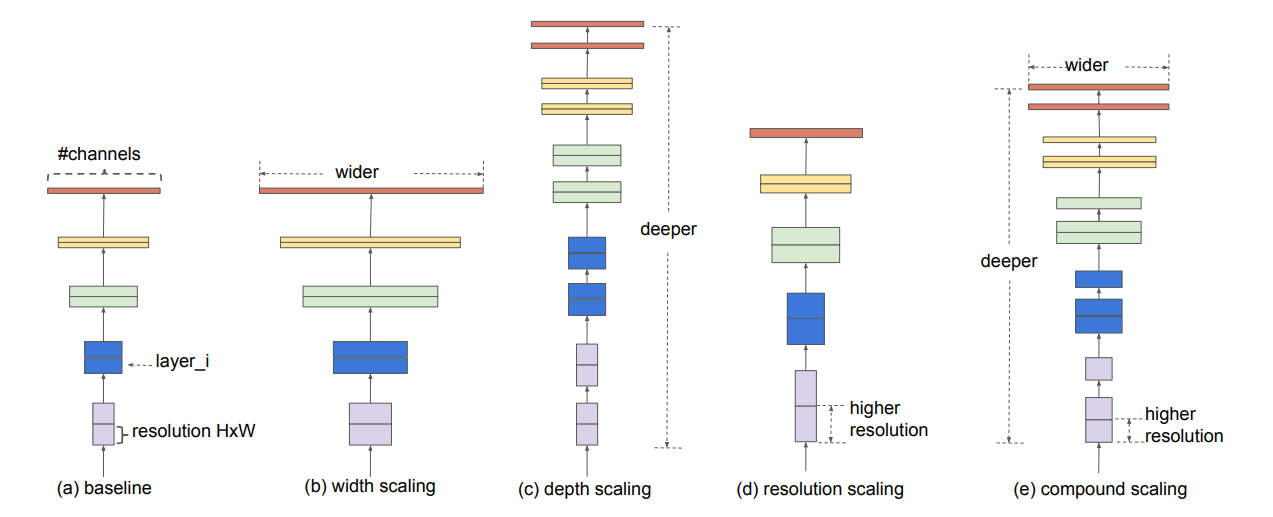 #channels
layer_i
resolution HxW
(a) baseline
wider
(b) width scaling
deeper
(c) depth scaling
higher
resolution
(d) resolution scaling
wider
deeper
higher
resolution
(e) compound scaling